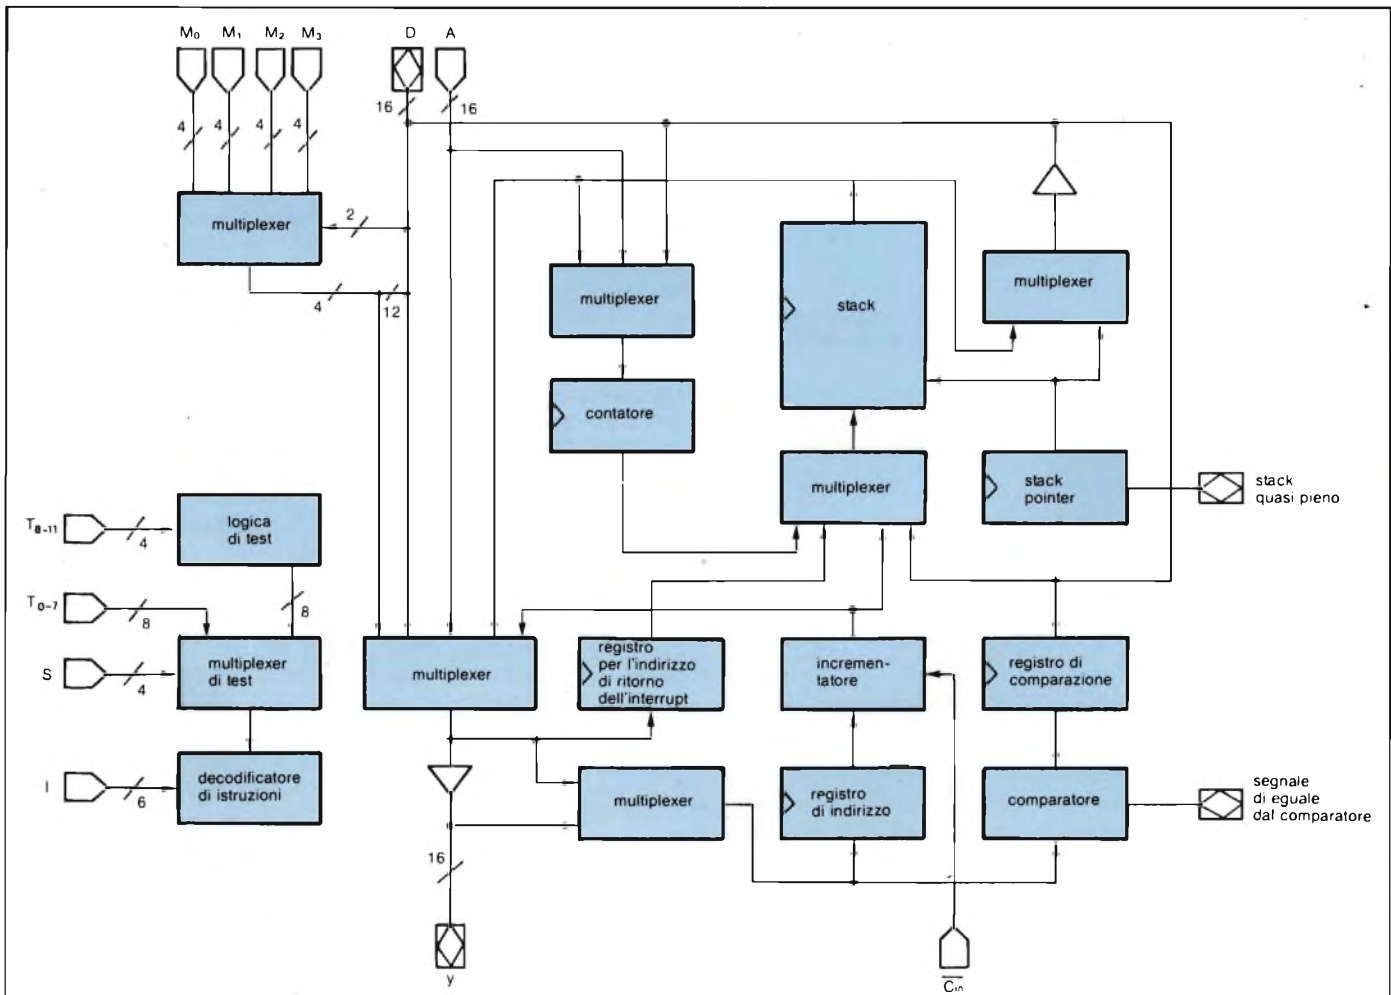 M₀ M₁ M₂ M₃ D A
16 16
4 4 4 4
multiplexer
2
4
12
multiplexer
stack
multiplexer
contatore
multiplexer
stack
pointer
stack
quasi pieno
T₈₋₁₁
4
logica
di test
T₀₋₇
8
8
S
4
multiplexer
di test
multiplexer
registro
per l'indirizzo
di ritorno
dell'interrupt
incremen-
tatore
registro di
comparazione
I
6
decodificatore
di istruzioni
multiplexer
registro
di indirizzo
comparatore
segnale
di eguale
dal comparatore
16
y
C̅i̅n̅